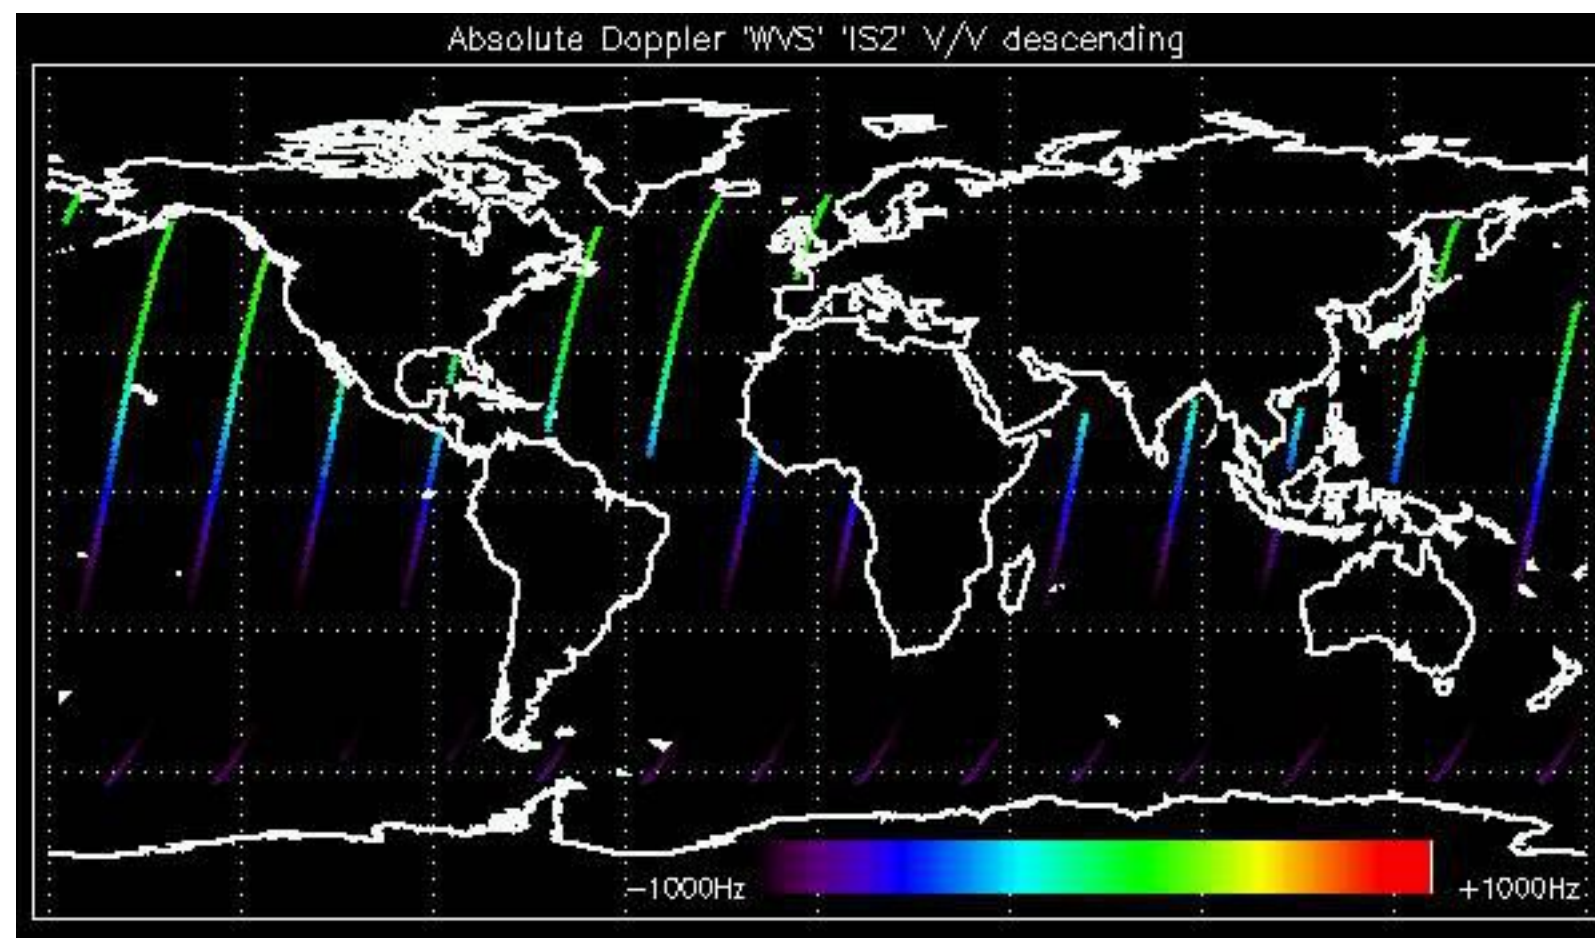 Absolute Doppler 'WVS' 'IS2' V/V descending
-1000Hz
+1000Hz